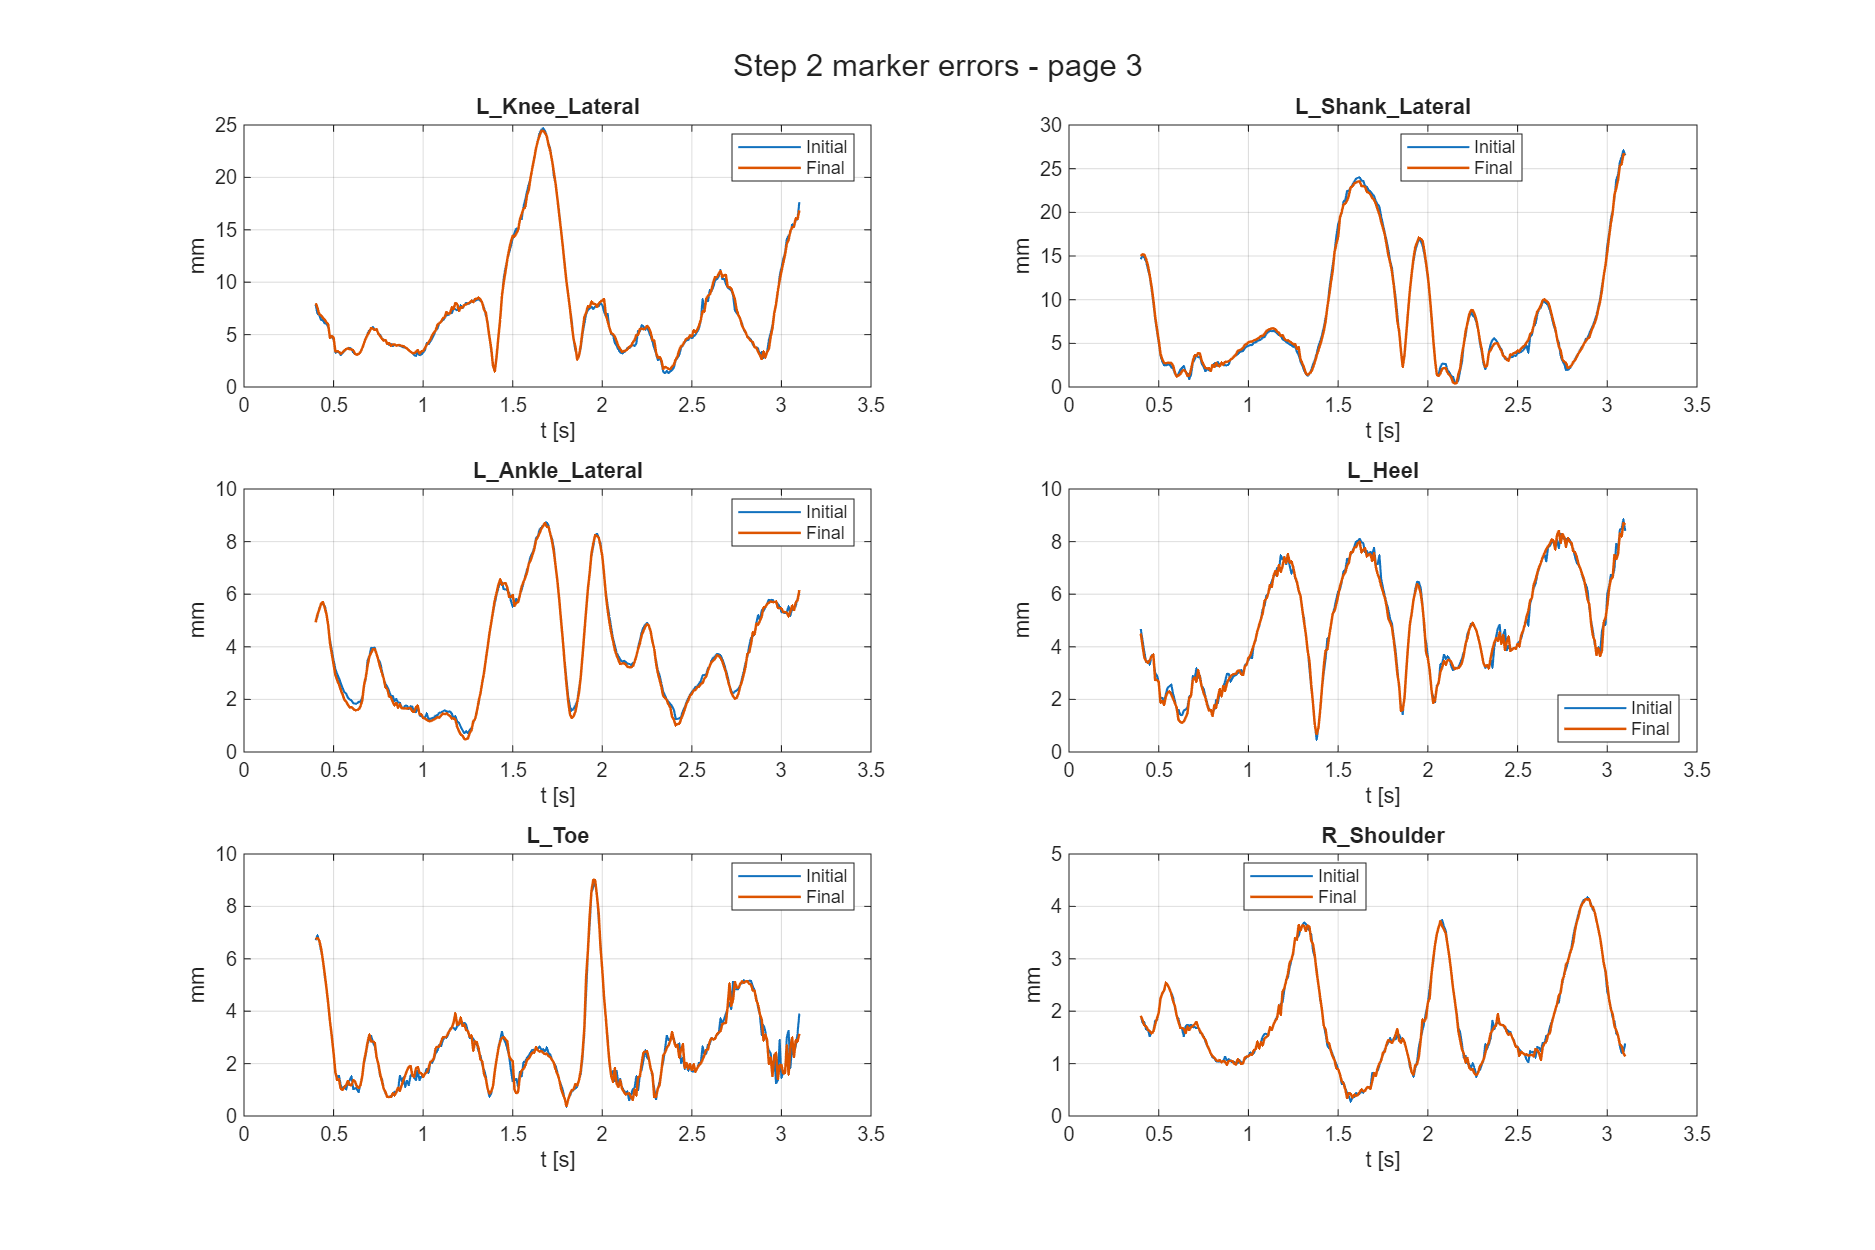 Step 2 marker errors - page 3
L_Knee_Lateral
25
20
15
10
5
0
mm
Initial
Final
0 0.5 1 1.5 2 2.5 3 3.5
t [s]
L_Shank_Lateral
30
25
20
15
10
5
0
mm
Initial
Final
0 0.5 1 1.5 2 2.5 3 3.5
t [s]
L_Ankle_Lateral
10
8
6
4
2
0
mm
Initial
Final
0 0.5 1 1.5 2 2.5 3 3.5
t [s]
L_Heel
10
8
6
4
2
0
mm
Initial
Final
0 0.5 1 1.5 2 2.5 3 3.5
t [s]
L_Toe
10
8
6
4
2
0
mm
Initial
Final
0 0.5 1 1.5 2 2.5 3 3.5
t [s]
R_Shoulder
5
4
3
2
1
0
mm
Initial
Final
0 0.5 1 1.5 2 2.5 3 3.5
t [s]